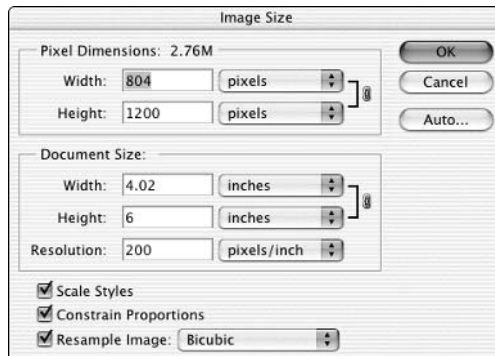 Image Size
Pixel Dimensions: 2.76M
OK
Width: 804 pixels
Cancel
Height: 1200 pixels
Auto...
Document Size:
Width: 4.02 inches
Height: 6 inches
Resolution: 200 pixels/inch
Scale Styles
Constrain Proportions
Resample Image: Bicubic